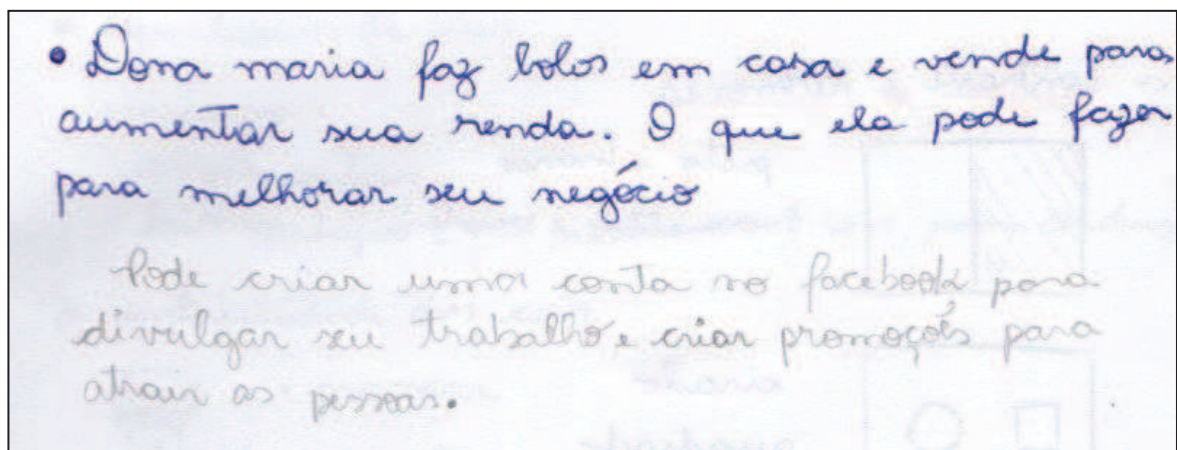 • Dona maria faz bolos em casa e vende para
aumentar sua renda. O que ela pode fazer
para melhorar seu negócio
Pode criar uma conta no facebook para
divulgar seu trabalho, e criar promoçoẽs para
atrair as pessoas.